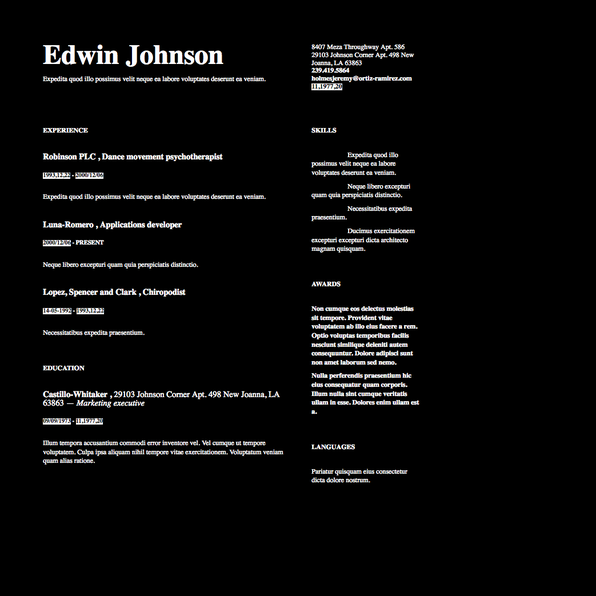 Edwin Johnson
Expedita quod illo possimus velit neque ea labore voluptates deserunt ea veniam.
8407 Meza Throughway Apt. 586
29103 Johnson Corner Apt. 498 New
Joanna, LA 63863
239.419.5864
holmesjeremy@ortiz-ramirez.com
11.1977.20
EXPERIENCE
Robinson PLC , Dance movement psychotherapist
1993.12.22 - 2000/12/06
Expedita quod illo possimus velit neque ea labore voluptates deserunt ea veniam.
Luna-Romero , Applications developer
2000/12/06 - PRESENT
Neque libero excepturi quam quia perspiciatis distinctio.
Lopez, Spencer and Clark , Chiropodist
14-05-1992 - 1993.12.22
Necessitatibus expedita praesentium.
EDUCATION
Castillo-Whitaker , 29103 Johnson Corner Apt. 498 New Joanna, LA
63863 — Marketing executive
09/09/1973 - 11.1977.20
Illum tempora accusantium commodi error inventore vel. Vel cumque ut tempore
voluptatem. Culpa ipsa aliquam nihil tempore vitae exercitationem. Voluptatum veniam
quam alias ratione.
SKILLS
Expedita quod illo
possimus velit neque ea labore
voluptates deserunt ea veniam.
Neque libero excepturi
quam quia perspiciatis distinctio.
Necessitatibus expedita
praesentium.
Ducimus exercitationem
excepturi excepturi dicta architecto
magnam quisquam.
AWARDS
Non cumque eos delectus molestias
sit tempore. Provident vitae
voluptatem ab illo eius facere a rem.
Optio voluptas temporibus facilis
nesciunt similique deleniti autem
consequuntur. Dolore adipisci sunt
non amet laborum sed nemo.
Nulla perferendis praesentium hic
eius consequatur quam corporis.
Illum nulla sint cumque veritatis
ullam in esse. Dolores enim ullam est
a.
LANGUAGES
Pariatur quisquam eius consectetur
dicta dolore nostrum.